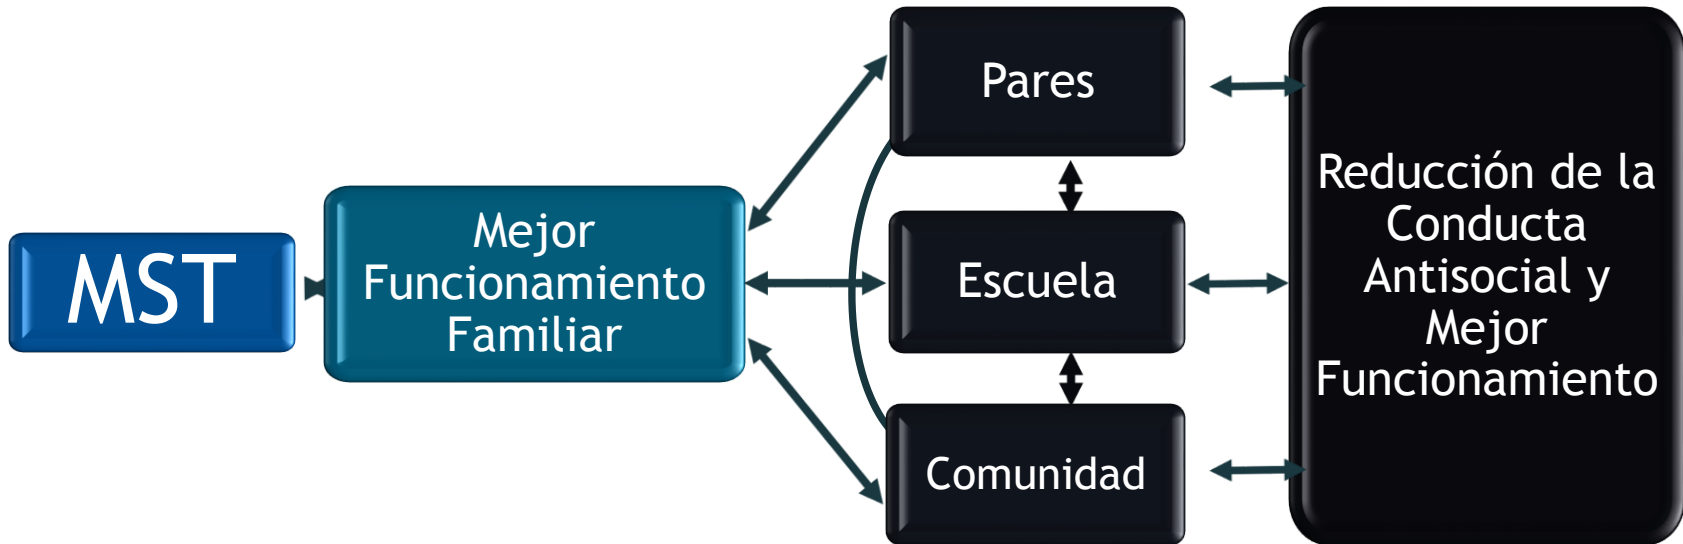 MST
Mejor
Funcionamiento
Familiar
Pares
Escuela
Comunidad
Reducción de la
Conducta
Antisocial y
Mejor
Funcionamiento